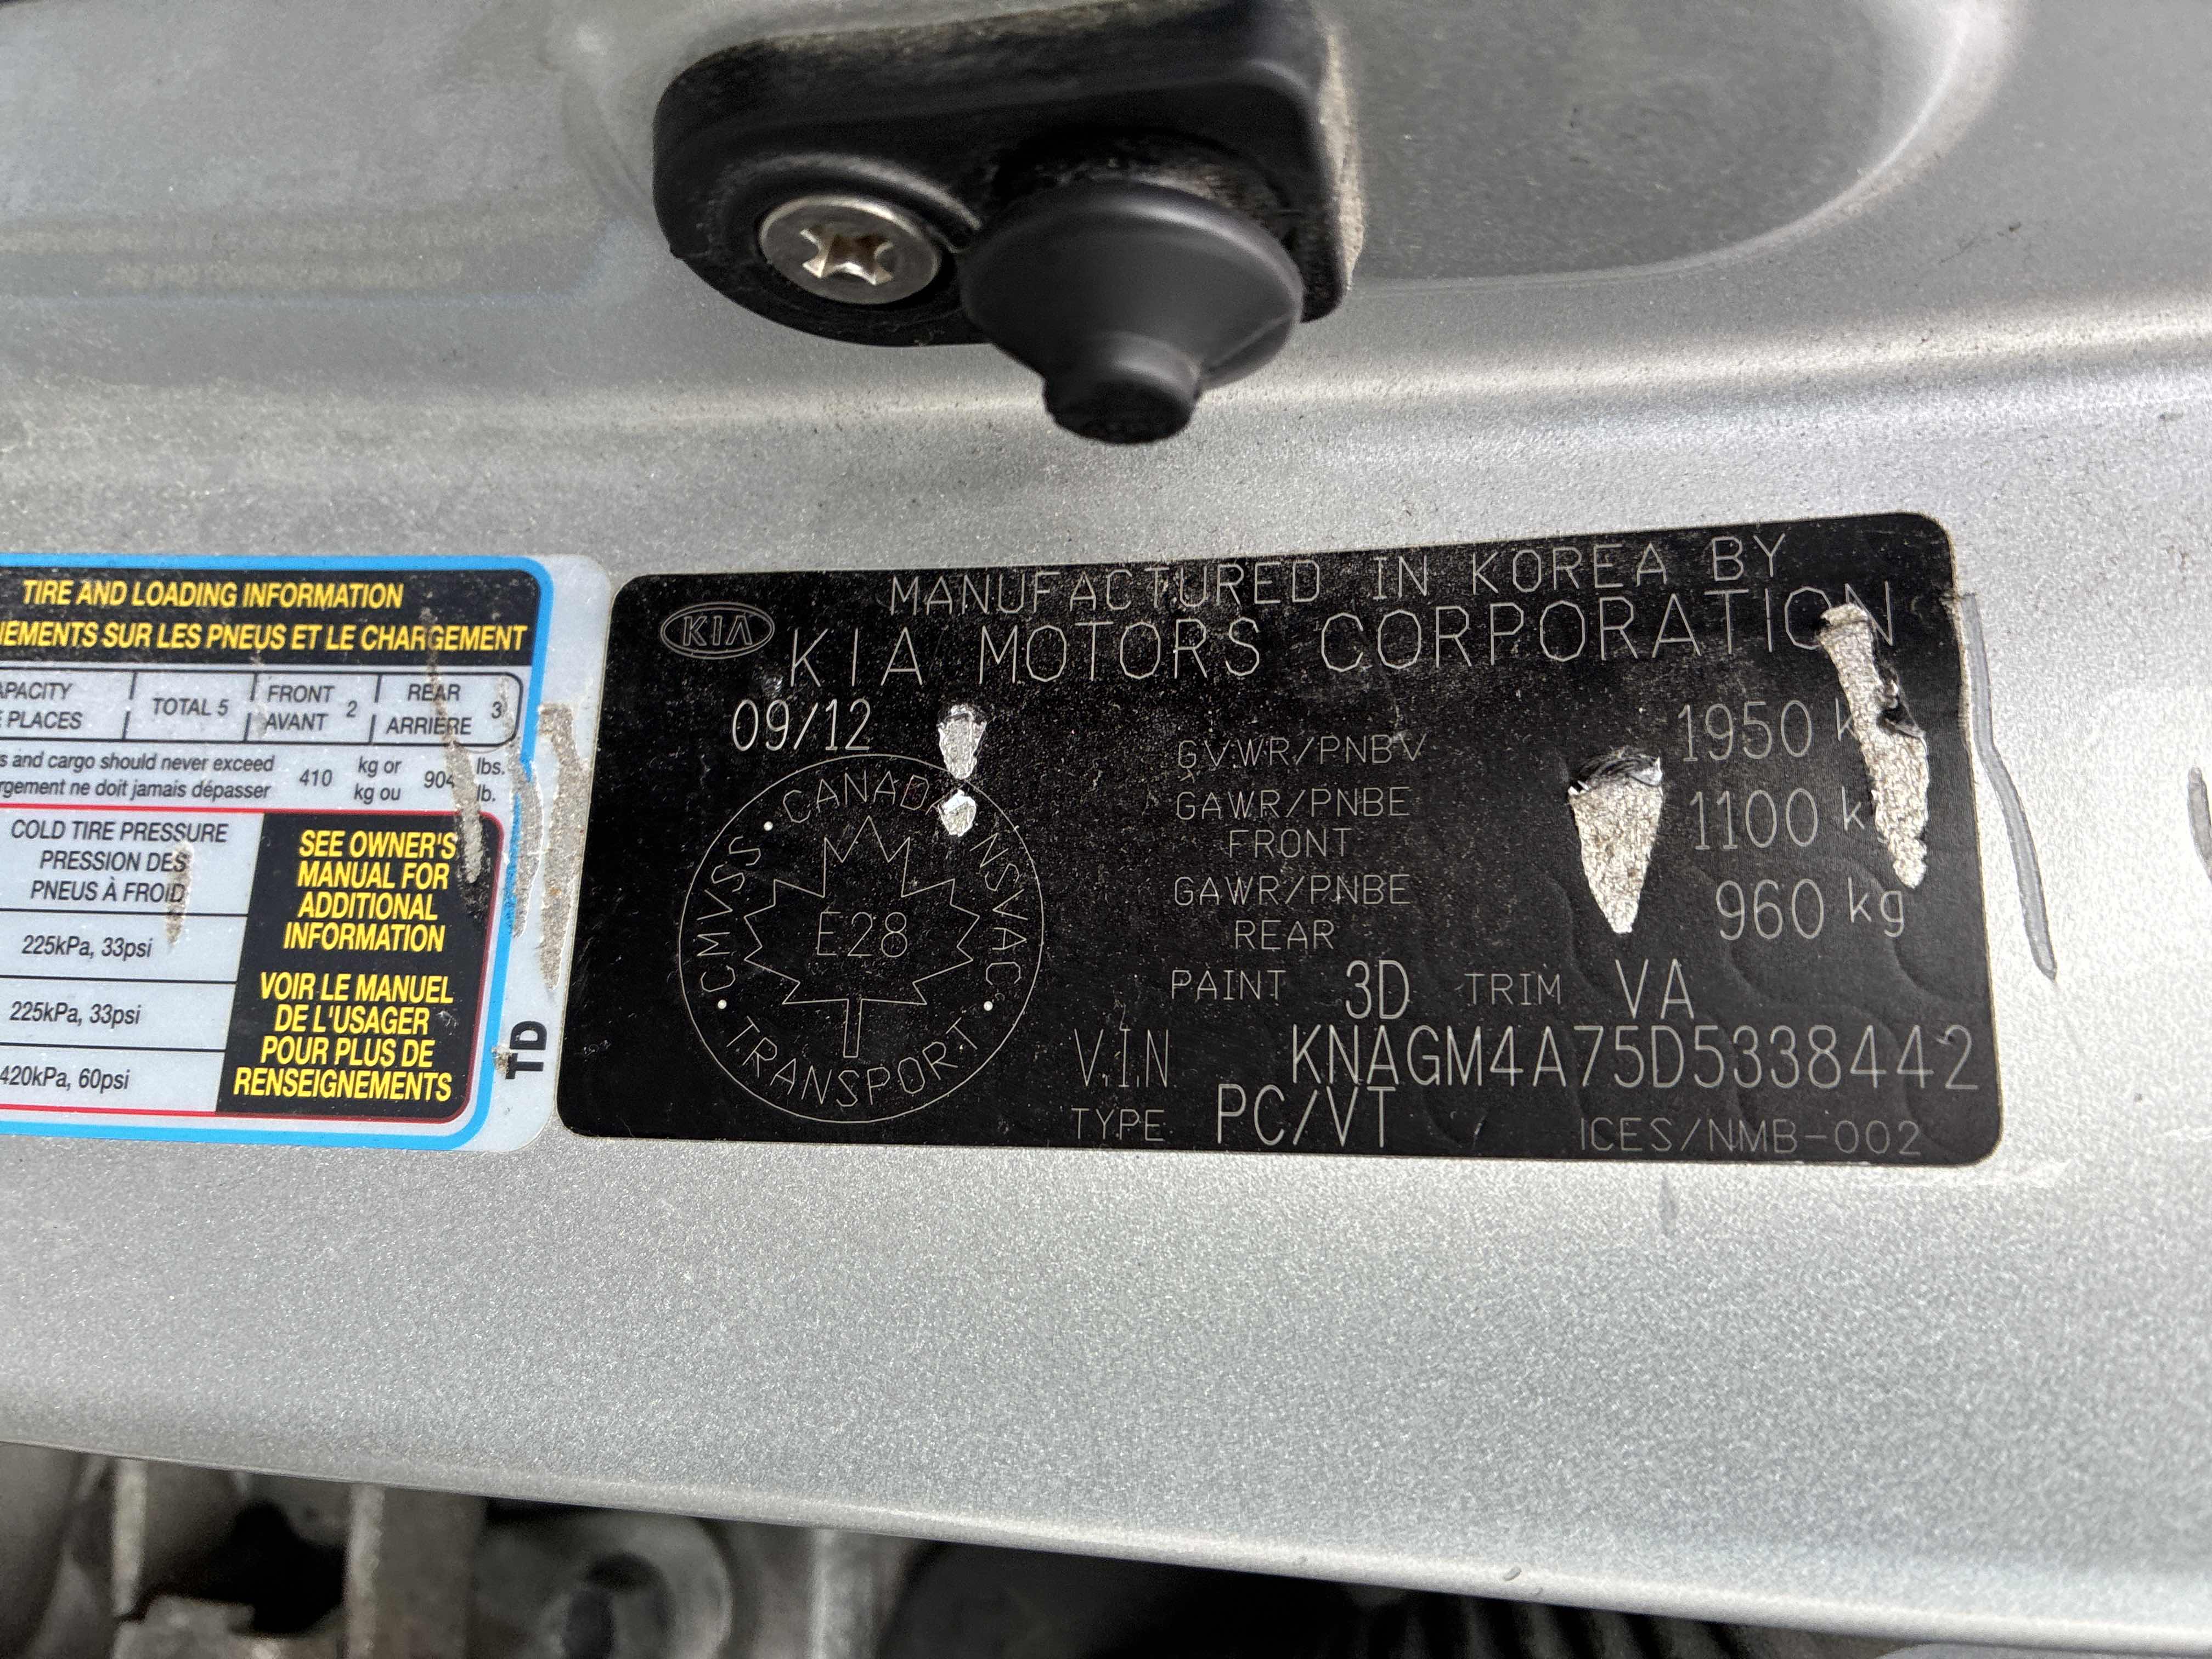 TIRE AND LOADING INFORMATION
NEMENTS SUR LES PNEUS ET LE CHARGEMENT
APACITY
PLACES
TOTAL 5
FRONT
AVANT
2
REAR
ARRIÈRE
3
s and cargo should never exceed
rgement ne doit jamais dépasser
410
kg or
kg ou
904
lbs.
lb.
COLD TIRE PRESSURE
PRESSION DES
PNEUS À FROID
225kPa, 33psi
225kPa, 33psi
420kPa, 60psi
SEE OWNER'S
MANUAL FOR
ADDITIONAL
INFORMATION
VOIR LE MANUEL
DE L'USAGER
POUR PLUS DE
RENSEIGNEMENTS
TD
MANUFACTURED IN KOREA BY
KIA KIA MOTORS CORPORATION
09/12
CANAD
CMVSS
NSVAC
E28
TRANSPORT
GVWR/PNBV 1950 k
GAWR/PNBE
FRONT
1100 k
GAWR/PNBE
REAR
960 kg
PAINT 3D TRIM VA
V.I.N KNAGM4A75D5338442
TYPE PC/VT ICES/NMB-002